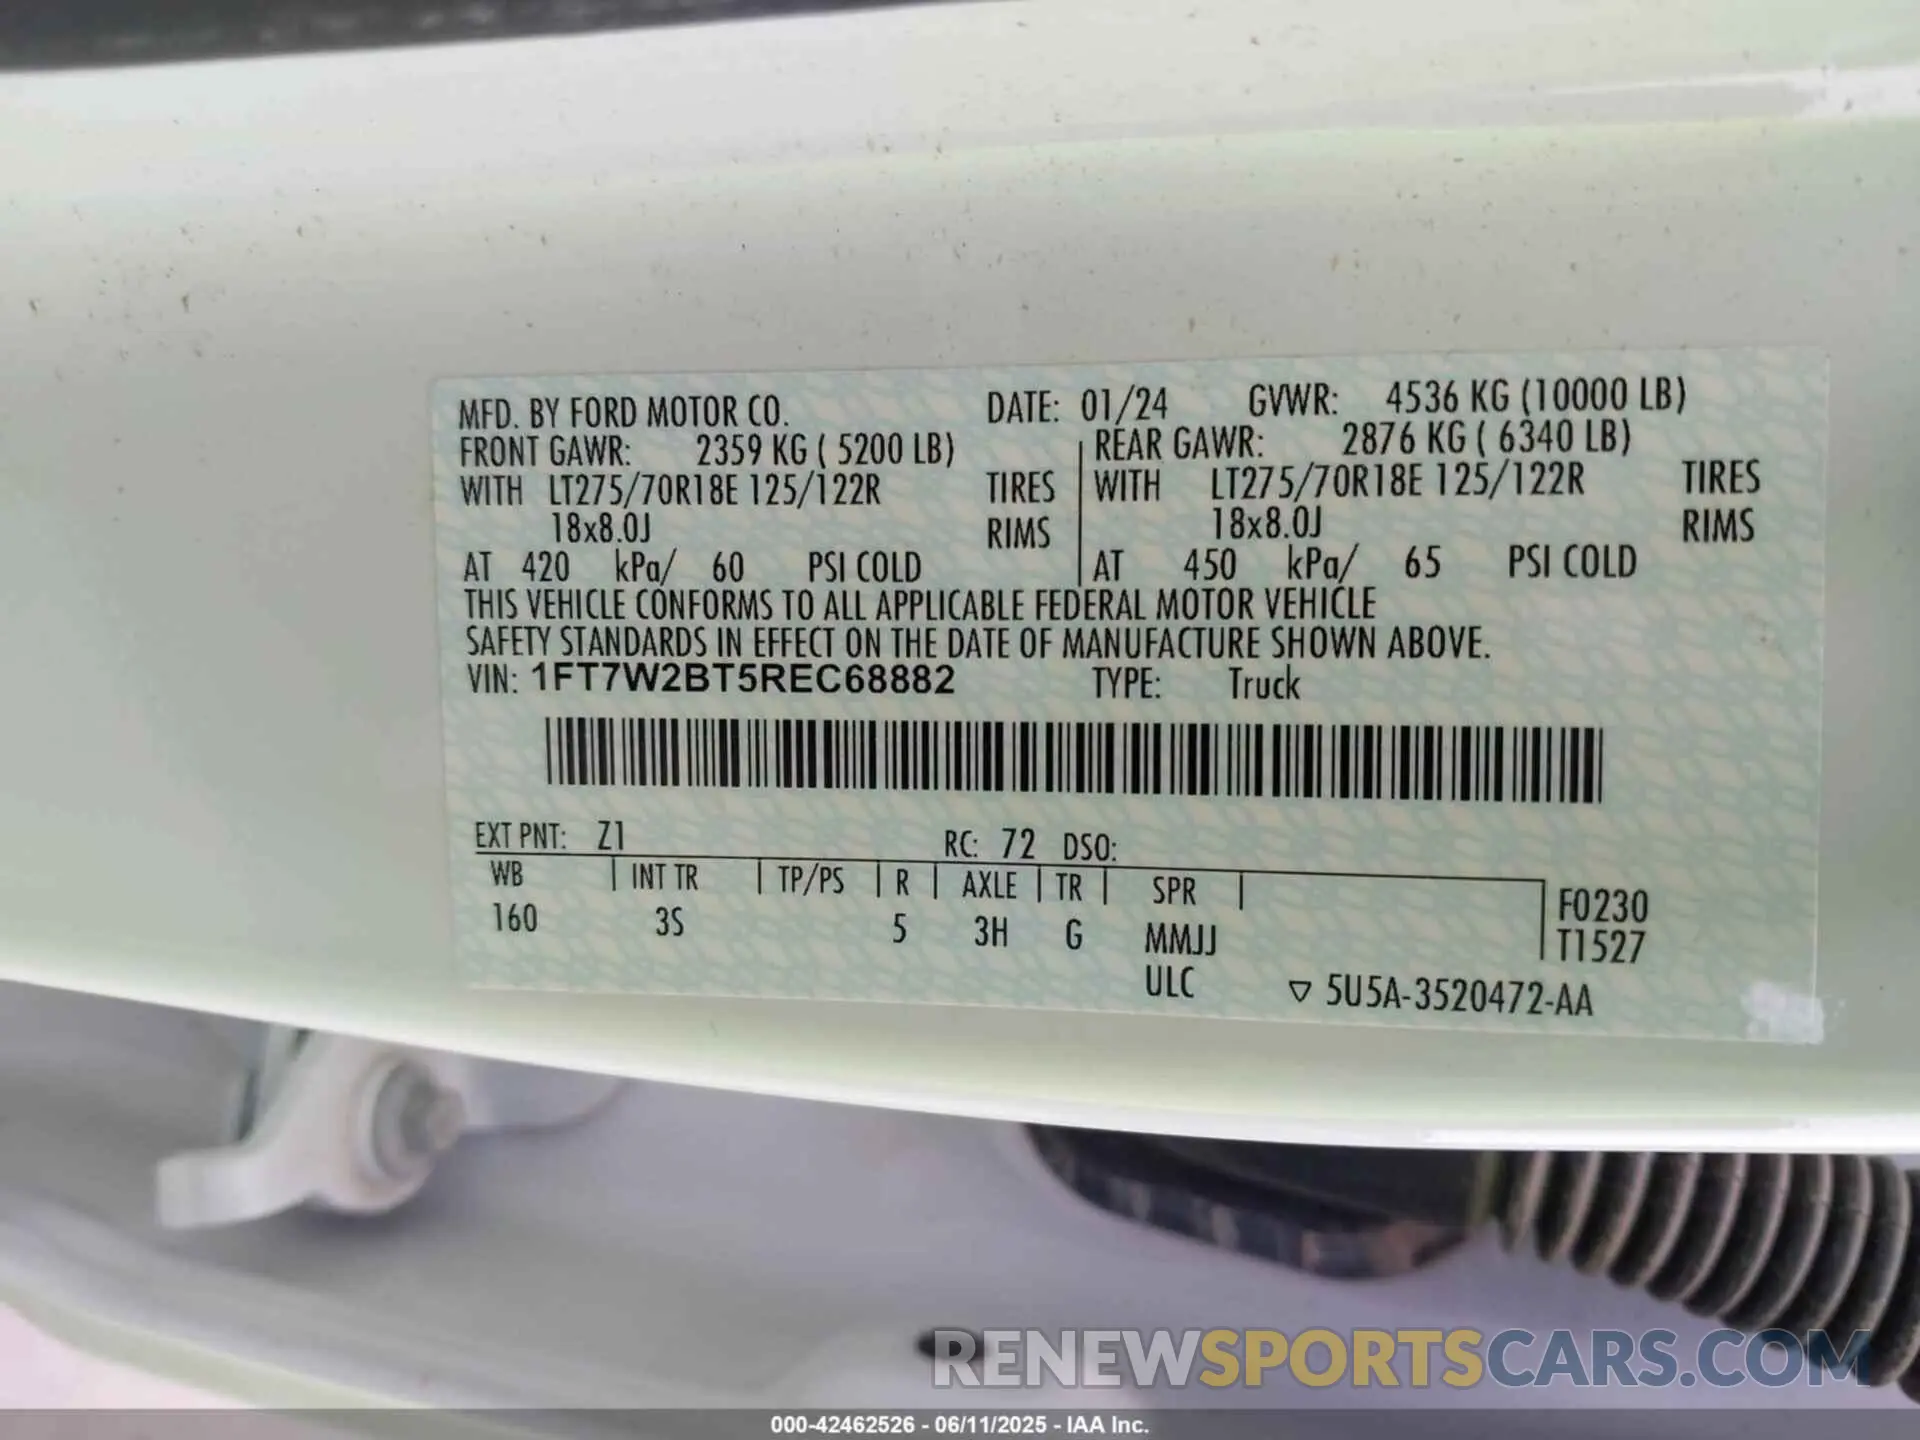 MFD. BY FORD MOTOR CO. DATE: 01/24 GVWR: 4536 KG (10000 LB)
FRONT GAWR: 2359 KG ( 5200 LB) REAR GAWR: 2876 KG ( 6340 LB)
WITH LT275/70R18E 125/122R TIRES WITH LT275/70R18E 125/122R TIRES
18x8.0J RIMS 18x8.0J RIMS
AT 420 kPa/ 60 PSI COLD AT 450 kPa/ 65 PSI COLD
THIS VEHICLE CONFORMS TO ALL APPLICABLE FEDERAL MOTOR VEHICLE
SAFETY STANDARDS IN EFFECT ON THE DATE OF MANUFACTURE SHOWN ABOVE.
VIN: 1FT7W2BT5REC68882 TYPE: Truck
EXT PNT: Z1 RC: 72 DSO:
WB INT TR TP/PS R AXLE TR SPR
160 3S 5 3H G MMJJ
ULC
F0230
T1527
▽ 5U5A-3520472-AA
RENEWSPORTSCARS.COM
000-42462526 - 06/11/2025 - IAA Inc.